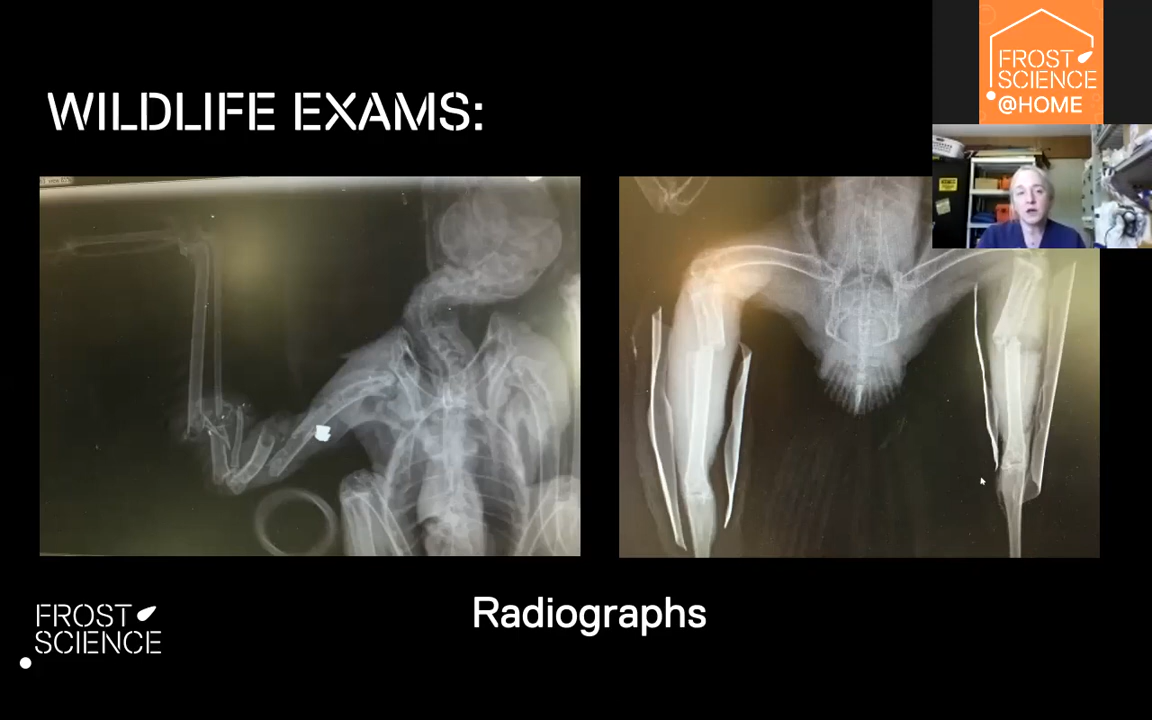 WILDLIFE EXAMS:
FROST
SCIENCE
@HOME
Radiographs
FROST
SCIENCE